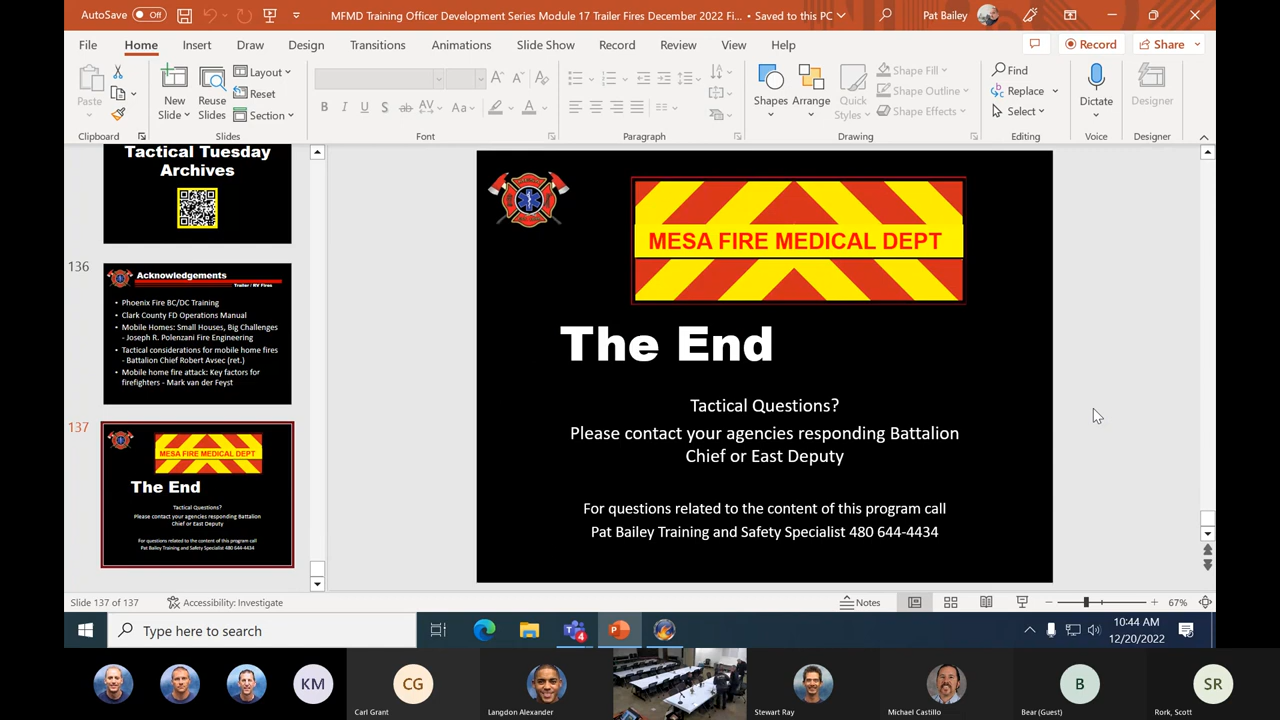 AutoSave Off
MFMD Training Officer Development Series Module 17 Trailer Fires December 2022 Fi... • Saved to this PC
Pat Bailey
File Home Insert Draw Design Transitions Animations Slide Show Record Review View Help
Record Share
Paste
New Slide
Reuse Slides
Layout
Reset
Section
Shapes
Arrange
Quick Styles
Shape Fill
Shape Outline
Shape Effects
Find
Replace
Select
Dictate
Designer
Clipboard Slides Font Paragraph Drawing Editing Voice Designer
Tactical Tuesday
Archives
136
Acknowledgements
Trailer / RV Fires
• Phoenix Fire BC/DC Training
• Clark County FD Operations Manual
• Mobile Homes: Small Houses, Big Challenges
- Joseph R. Polenzani Fire Engineering
• Tactical considerations for mobile home fires
- Battalion Chief Robert Avsec (ret.)
• Mobile home fire attack: Key factors for
firefighters - Mark van der Feyst
137
MESA FIRE MEDICAL DEPT
The End
Tactical Questions?
Please contact your agencies responding Battalion
Chief or East Deputy
For questions related to the content of this program call
Pat Bailey Training and Safety Specialist 480 644-4434
MESA FIRE MEDICAL DEPT
The End
Tactical Questions?
Please contact your agencies responding Battalion
Chief or East Deputy
For questions related to the content of this program call
Pat Bailey Training and Safety Specialist 480 644-4434
Slide 137 of 137
Accessibility: Investigate
Notes
67%
Type here to search
4
10:44 AM
12/20/2022
KM
CG
B
SR
Carl Grant
Langdon Alexander
Stewart Ray
Michael Castillo
Bear (Guest)
Rork, Scott